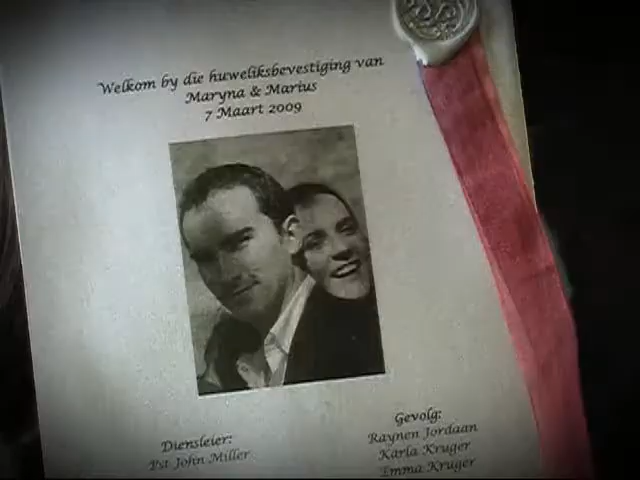 Welkom by die huweliksbevestiging van
Maryna & Marius
7 Maart 2009
Diensleier:
Pst John Miller
Gevolg:
Raynen Jordaan
Karla Kruger
Emma Kruger